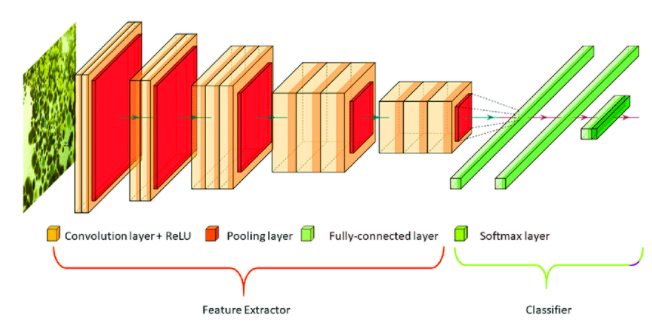 Convolution layer + ReLU Pooling layer Fully-connected layer Softmax layer
Feature Extractor Classifier